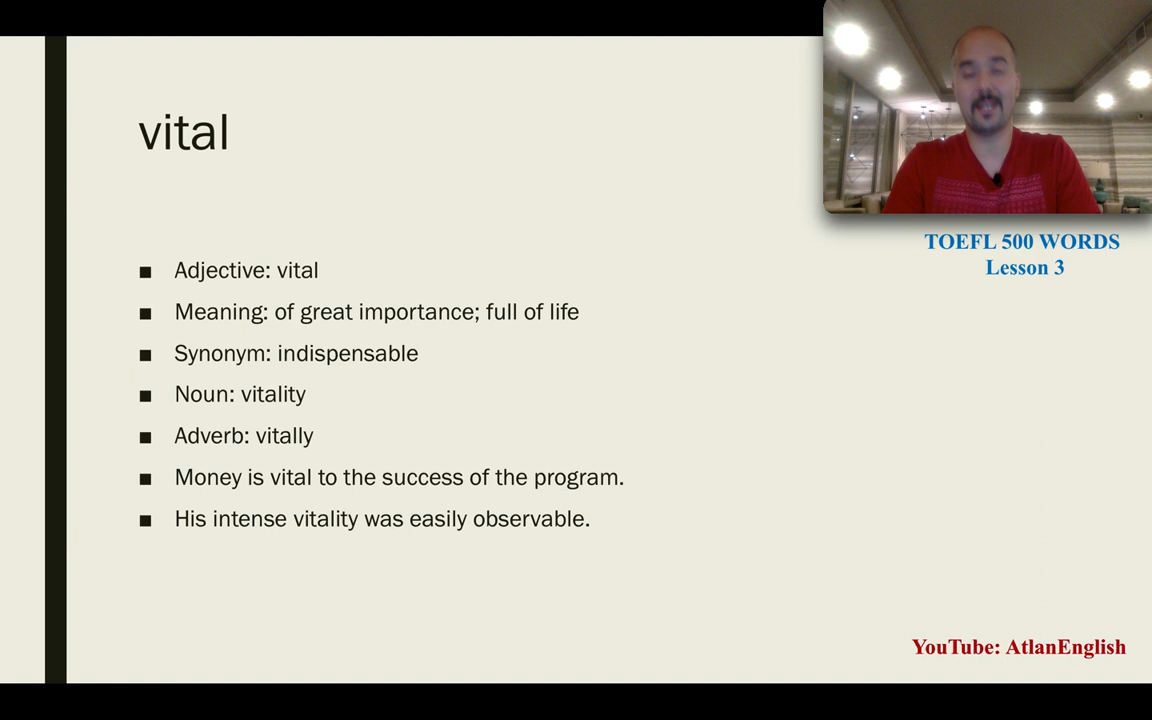 vital
Adjective: vital
Meaning: of great importance; full of life
Synonym: indispensable
Noun: vitality
Adverb: vitally
Money is vital to the success of the program.
His intense vitality was easily observable.
TOEFL 500 WORDS
Lesson 3
YouTube: AtlanEnglish